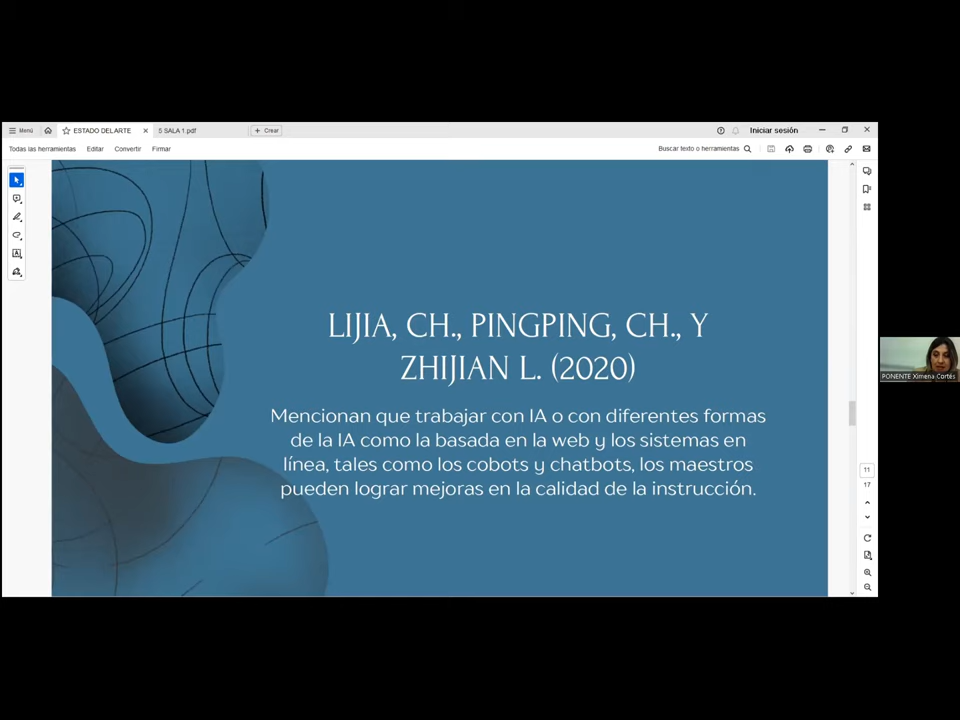 Menú
ESTADO DELARTE
5 SALA 1.pdf
Crear
Iniciar sesión
Todas las herramientas
Editar
Convertir
Firmar
Buscar texto o herramientas
LIJIA, CH., PINGPING, CH., Y
ZHIJIAN L. (2020)
Mencionan que trabajar con IA o con diferentes formas
de la IA como la basada en la web y los sistemas en
línea, tales como los cobots y chatbots, los maestros
pueden lograr mejoras en la calidad de la instrucción.
PONENTE Ximena Cortés
11
17